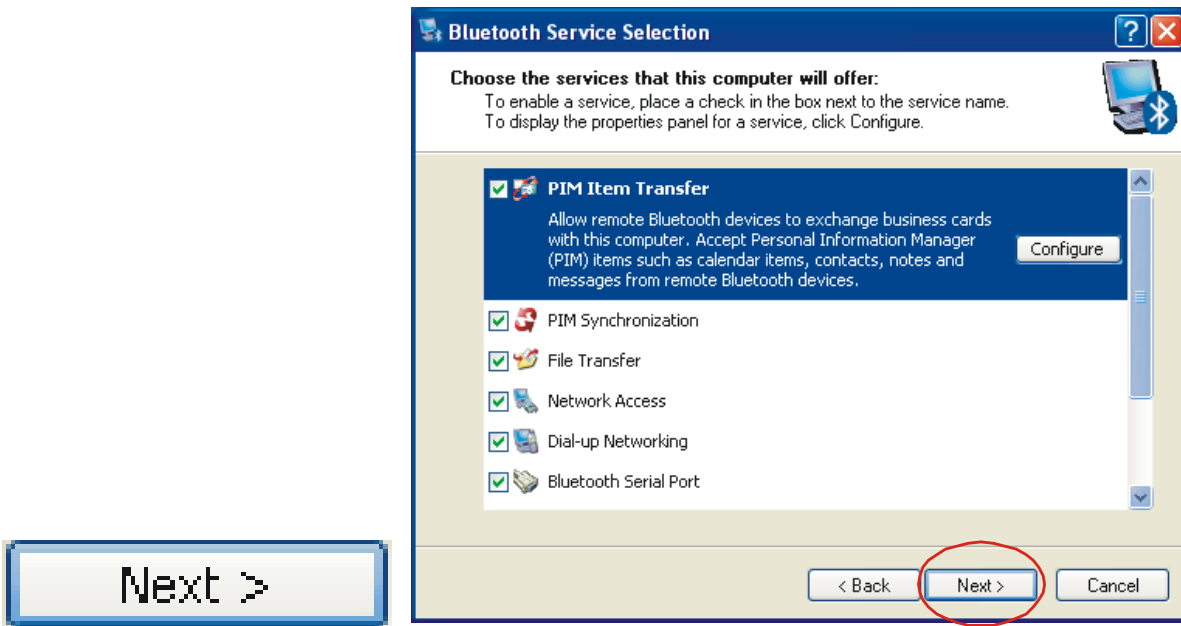 Bluetooth Service Selection
Choose the services that this computer will offer:
To enable a service, place a check in the box next to the service name.
To display the properties panel for a service, click Configure.
PIM Item Transfer
Allow remote Bluetooth devices to exchange business cards
with this computer. Accept Personal Information Manager
(PIM) items such as calendar items, contacts, notes and
messages from remote Bluetooth devices.
Configure
PIM Synchronization
File Transfer
Network Access
Dial-up Networking
Bluetooth Serial Port
< Back
Next >
Cancel
Next >